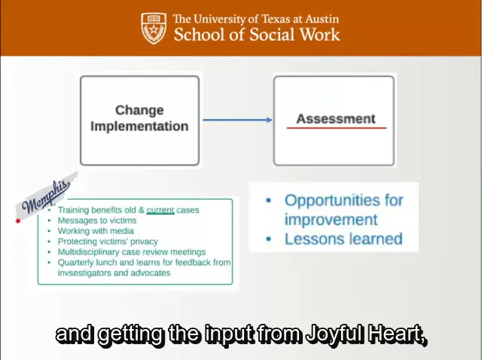 The University of Texas at Austin
School of Social Work
Change
Implementation
Assessment
Memphis
• Training benefits old & current cases
• Messages to victims
• Working with media
• Protecting victims' privacy
• Multidisciplinary case review meetings
• Quarterly lunch and learns for feedback from
investigators and advocates
• Opportunities for
improvement
• Lessons learned
and getting the input from Joyful Heart,